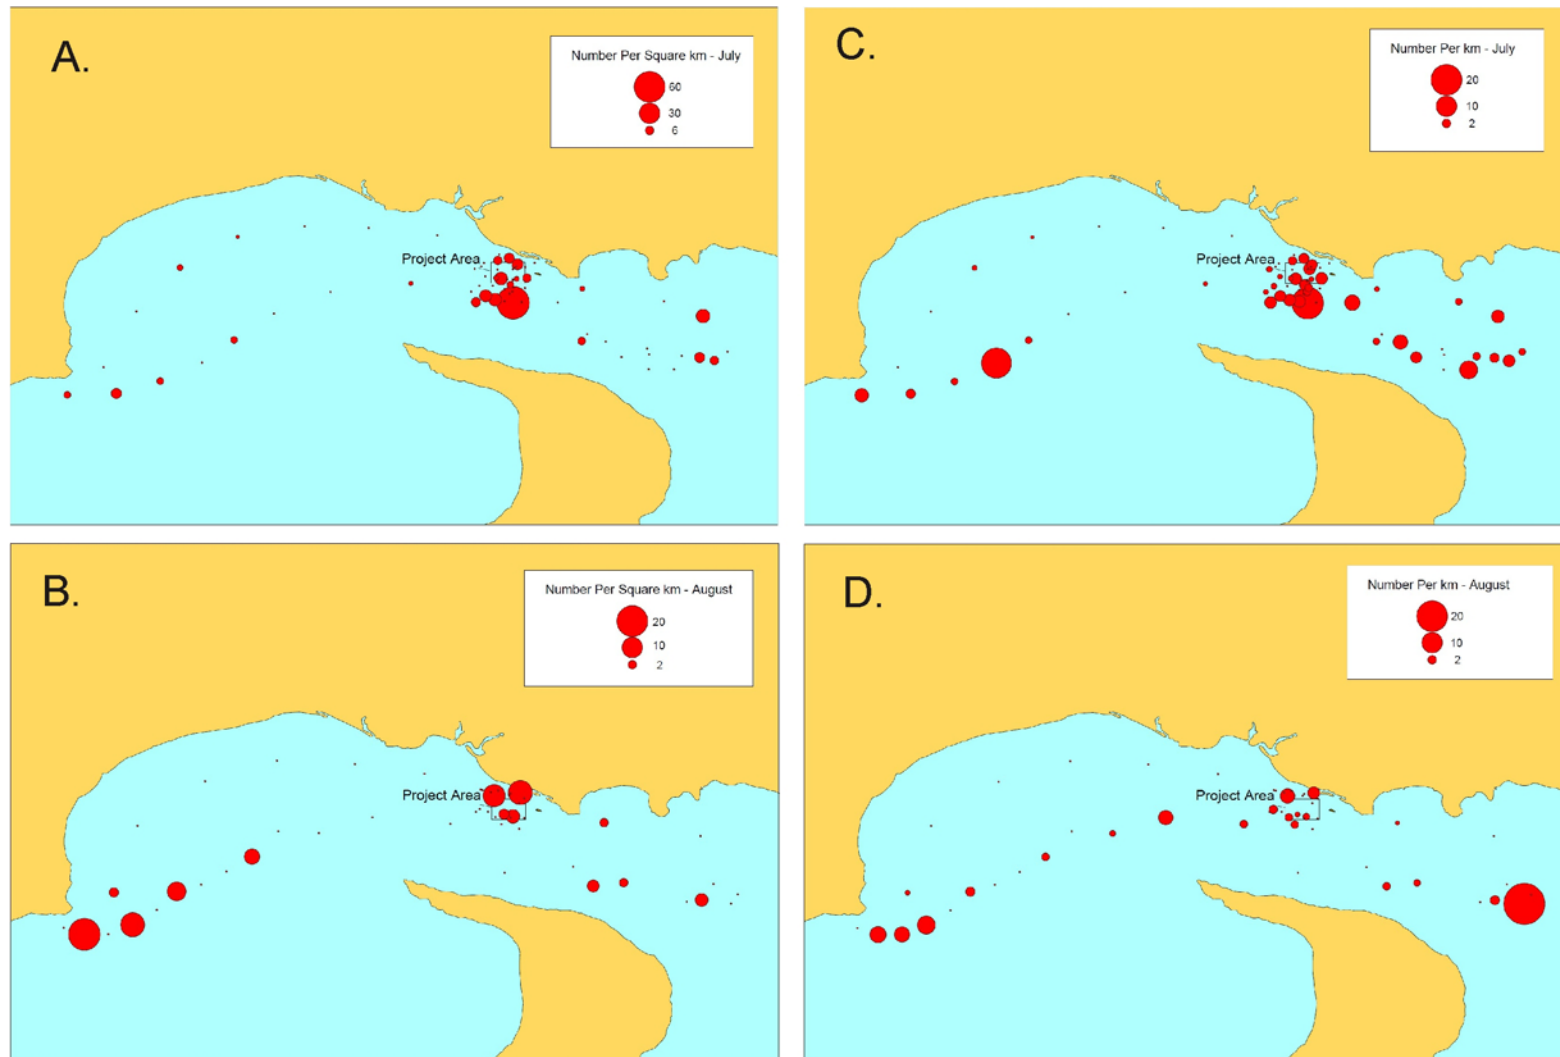 A.
Number Per Square km - July
60
30
6
Project Area
C.
Number Per km - July
20
10
2
Project Area
B.
Number Per Square km - August
20
10
2
Project Area
D.
Number Per km - August
20
10
2
Project Area